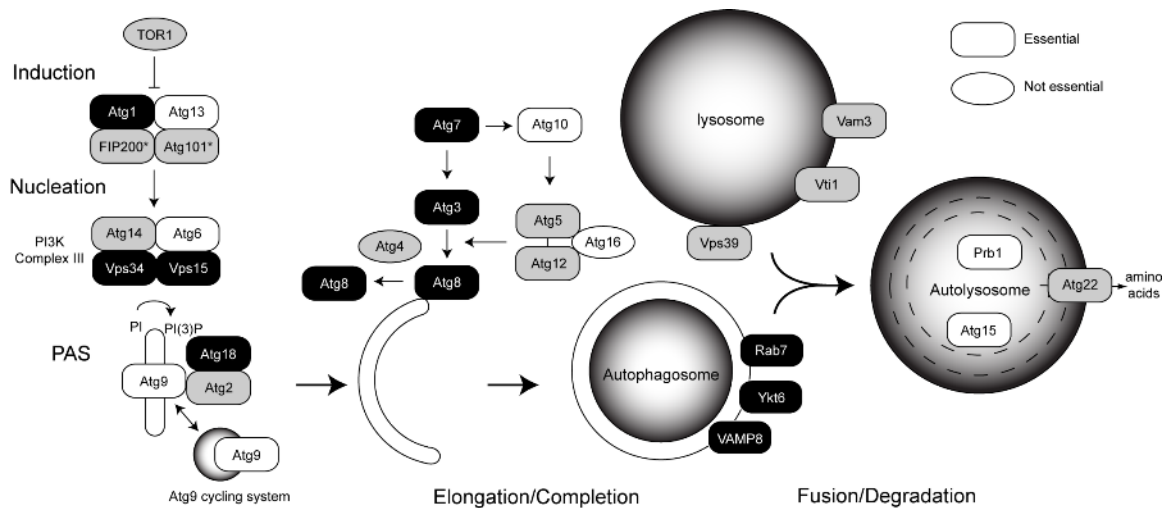 TOR1
Induction
Atg1
Atg13
FIP200*
Atg101*
Nucleation
PI3K
Complex III
Atg14
Atg6
Vps34
Vps15
PI
PI(3)P
PAS
Atg18
Atg9
Atg2
Atg9
Atg9 cycling system
Atg7
Atg10
Atg3
Atg5
Atg16
Atg12
Atg4
Atg8
Atg8
Elongation/Completion
lysosome
Vam3
Vti1
Vps39
Autophagosome
Rab7
Ykt6
VAMP8
Fusion/Degradation
Essential
Not essential
Prb1
Autolysosome
Atg22
Atg15
amino
acids